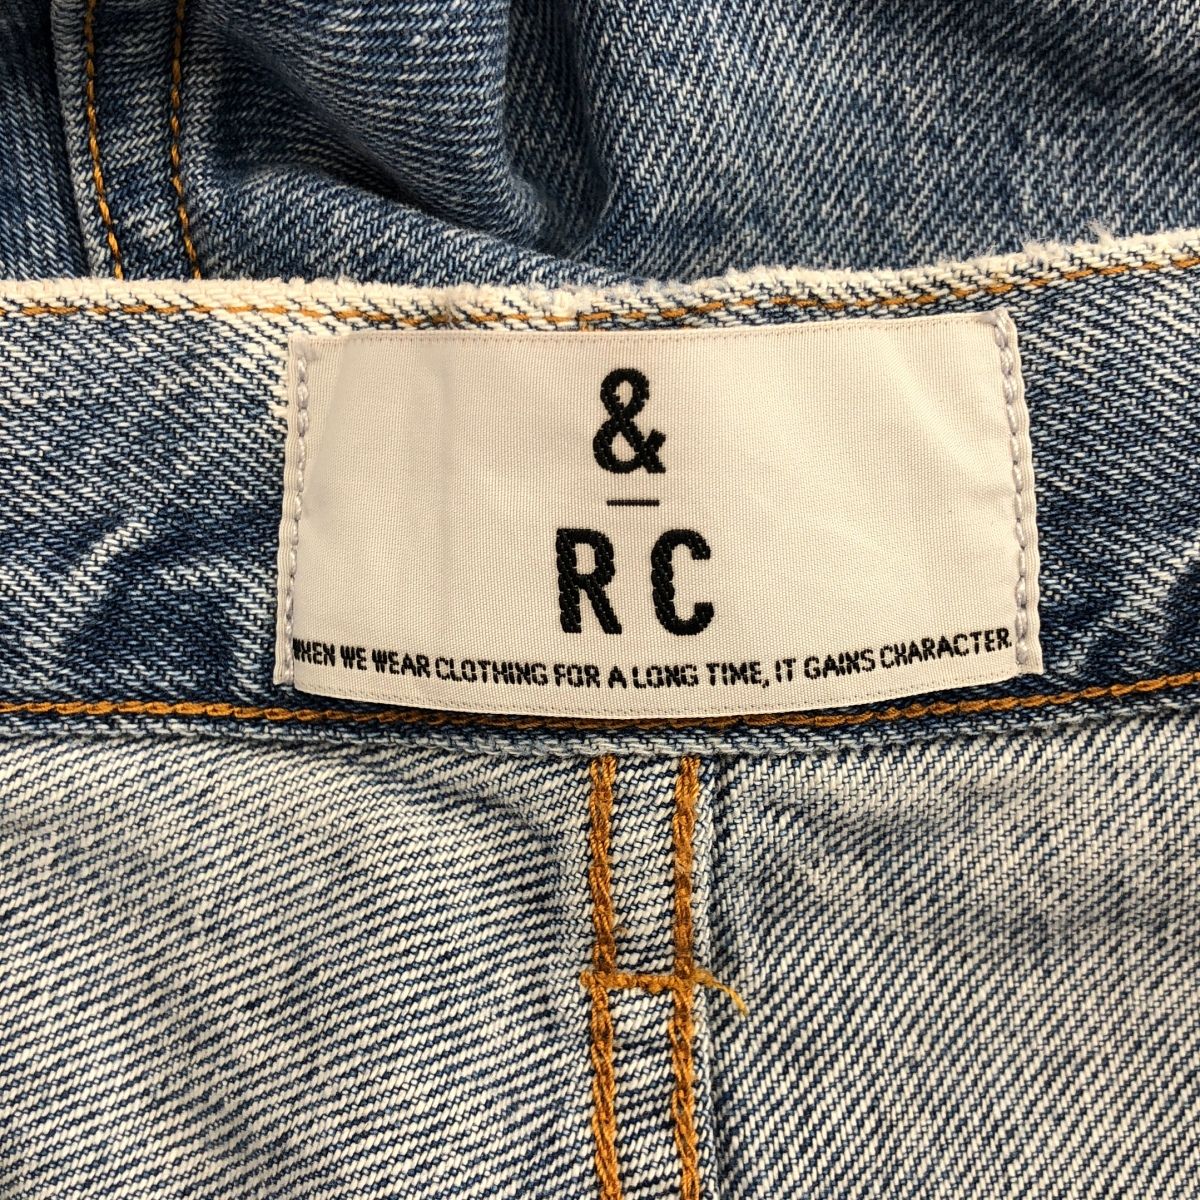 &
RC
WHEN WE WEAR CLOTHING FOR A LONG TIME, IT GAINS CHARACTER.